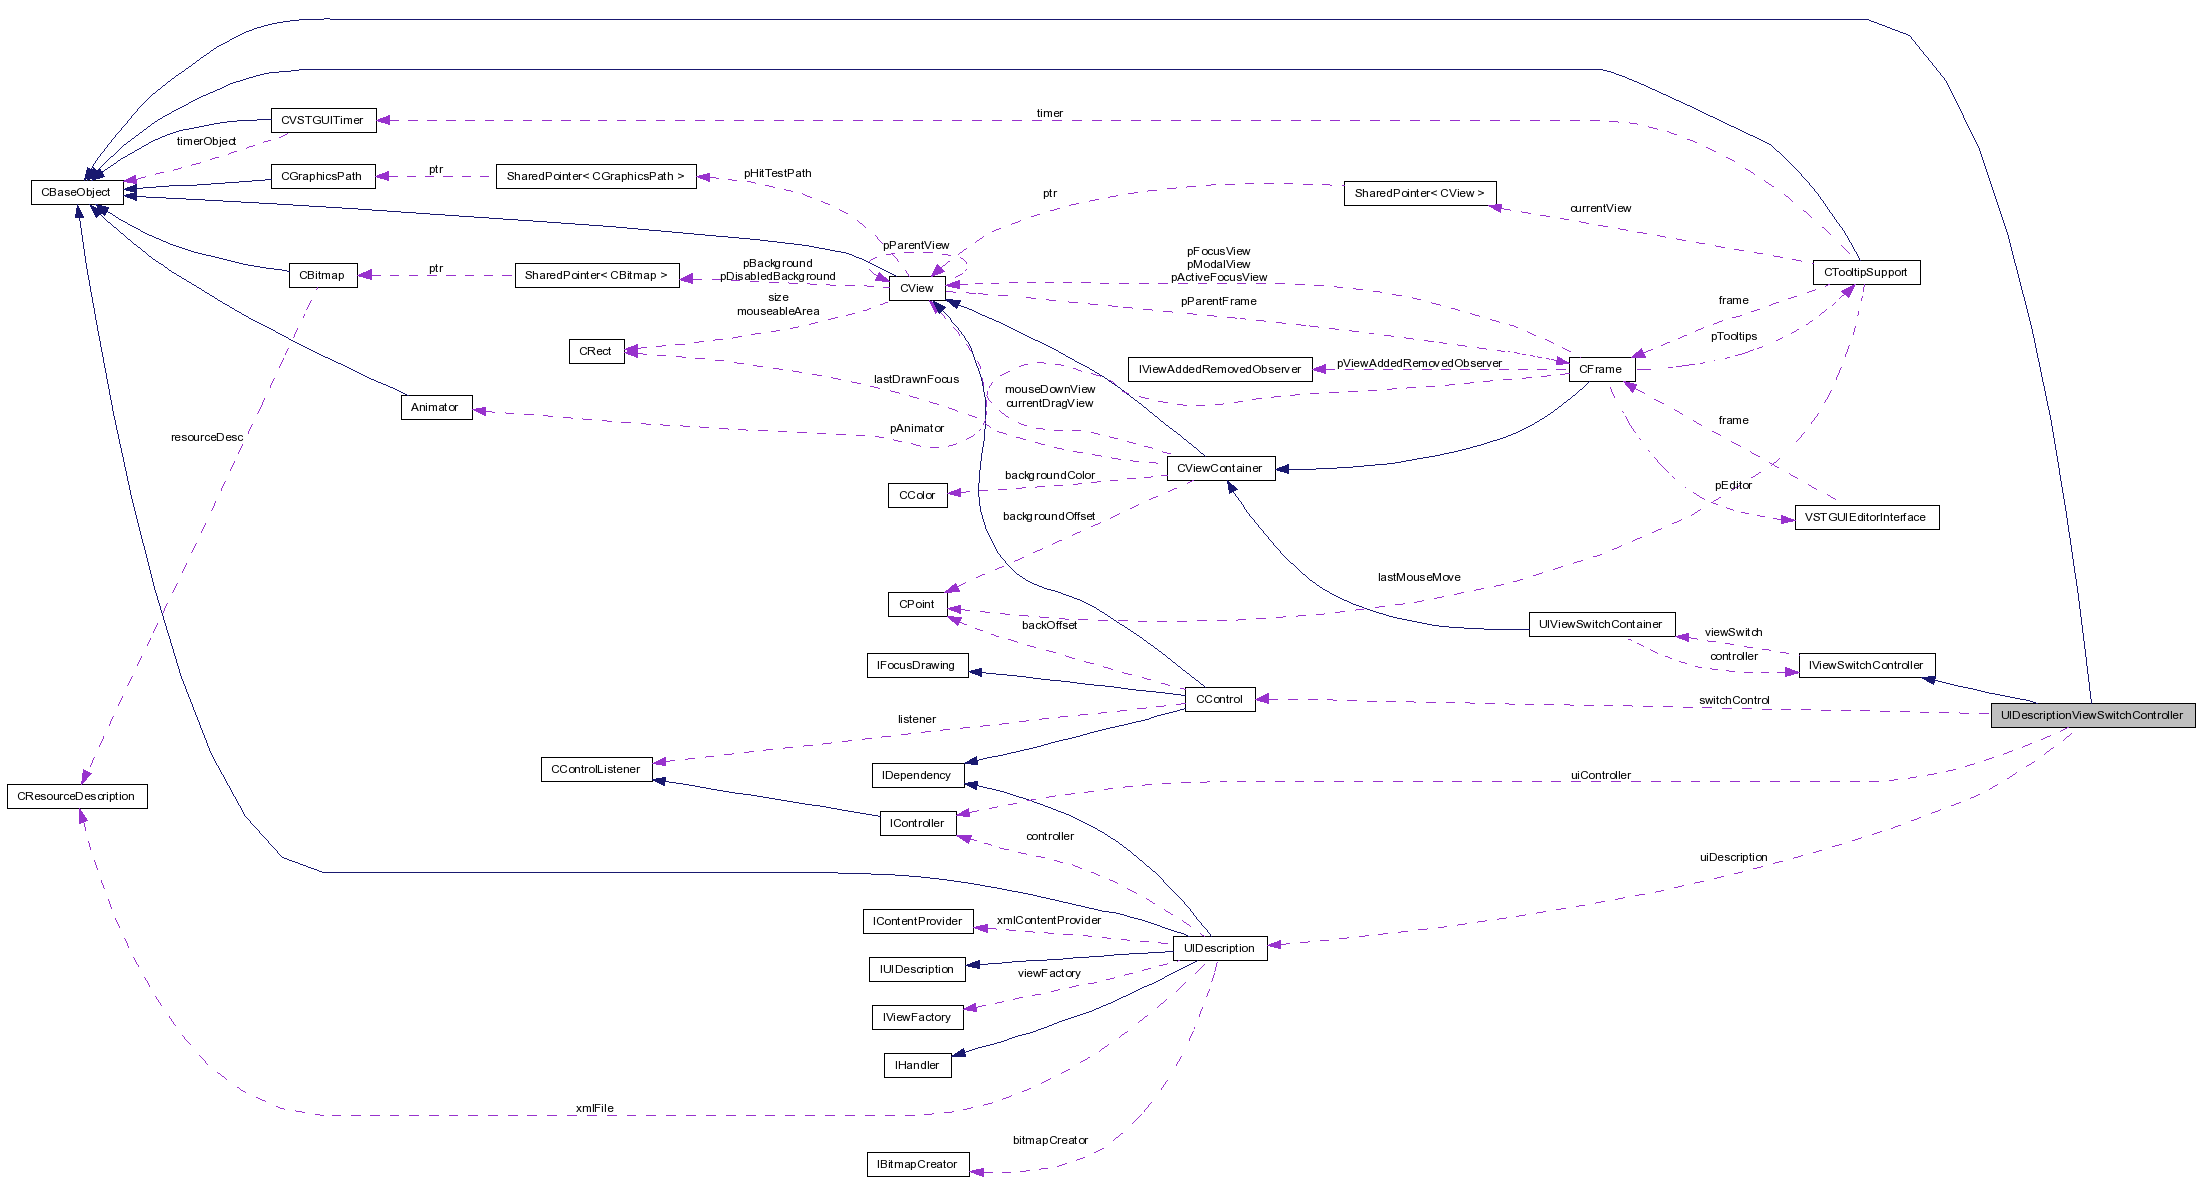 timer
CVSTGUITimer
timerObject
CGraphicsPath
ptr
SharedPointer< CGraphicsPath >
pHitTestPath
CBaseObject
ptr
SharedPointer< CView >
currentView
pParentView
pFocusView
pModalView
pActiveFocusView
CBitmap
ptr
SharedPointer< CBitmap >
pBackground
pDisabledBackground
CView
CTooltipSupport
size
mouseableArea
pParentFrame
frame
pTooltips
CRect
IViewAddedRemovedObserver
pViewAddedRemovedObserver
CFrame
lastDrawnFocus
mouseDownView
currentDragView
Animator
pAnimator
frame
resourceDesc
CViewContainer
backgroundColor
CColor
pEditor
backgroundOffset
VSTGUIEditorInterface
lastMouseMove
CPoint
backOffset
UIViewSwitchContainer
viewSwitch
controller
IViewSwitchController
IFocusDrawing
CControl
switchControl
UIDescriptionViewSwitchController
listener
CControlListener
IDependency
uiController
CResourceDescription
IController
controller
uiDescription
IContentProvider
xmlContentProvider
UIDescription
IUIDescription
viewFactory
IViewFactory
IHandler
xmlFile
bitmapCreator
IBitmapCreator